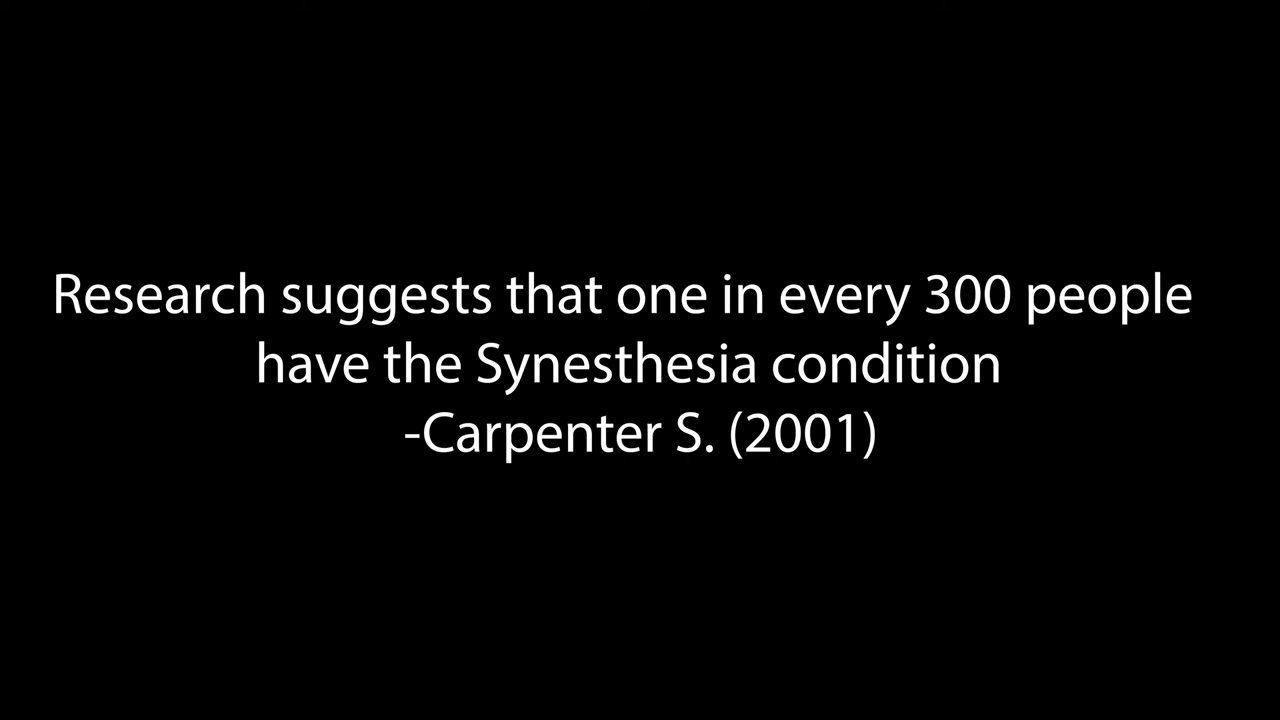 Research suggests that one in every 300 people
have the Synesthesia condition
-Carpenter S. (2001)